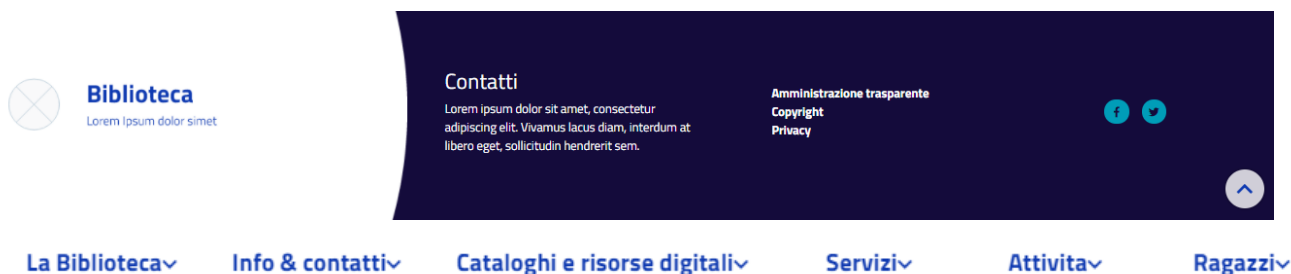 Biblioteca
Lorem Ipsum dolor simet
Contatti
Lorem ipsum dolor sit amet, consectetur
adipiscing elit. Vivamus lacus diam, interdum at
libero eget, sollicitudin hendrerit sem.
Amministrazione trasparente
Copyright
Privacy
La Biblioteca Info & contatti Cataloghi e risorse digitali Servizi Attivita Ragazzi